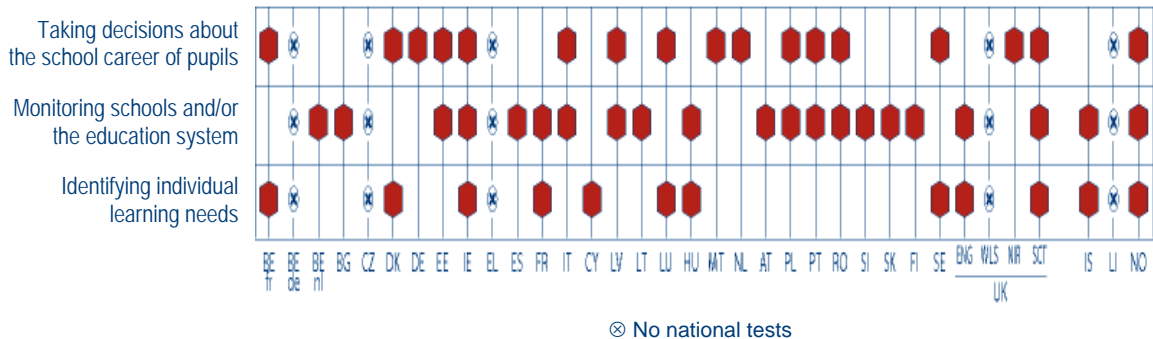 Taking decisions about
the school career of pupils
Monitoring schools and/or
the education system
Identifying individual
learning needs
BE BE BE BG CZ DK DE EE IE EL ES FR IT CY LV LT LU HU MT NL AT PL PT RO SI SK FI SE ENG WLS NIR SCT IS LI NO
fr de nl
UK
⊗ No national tests